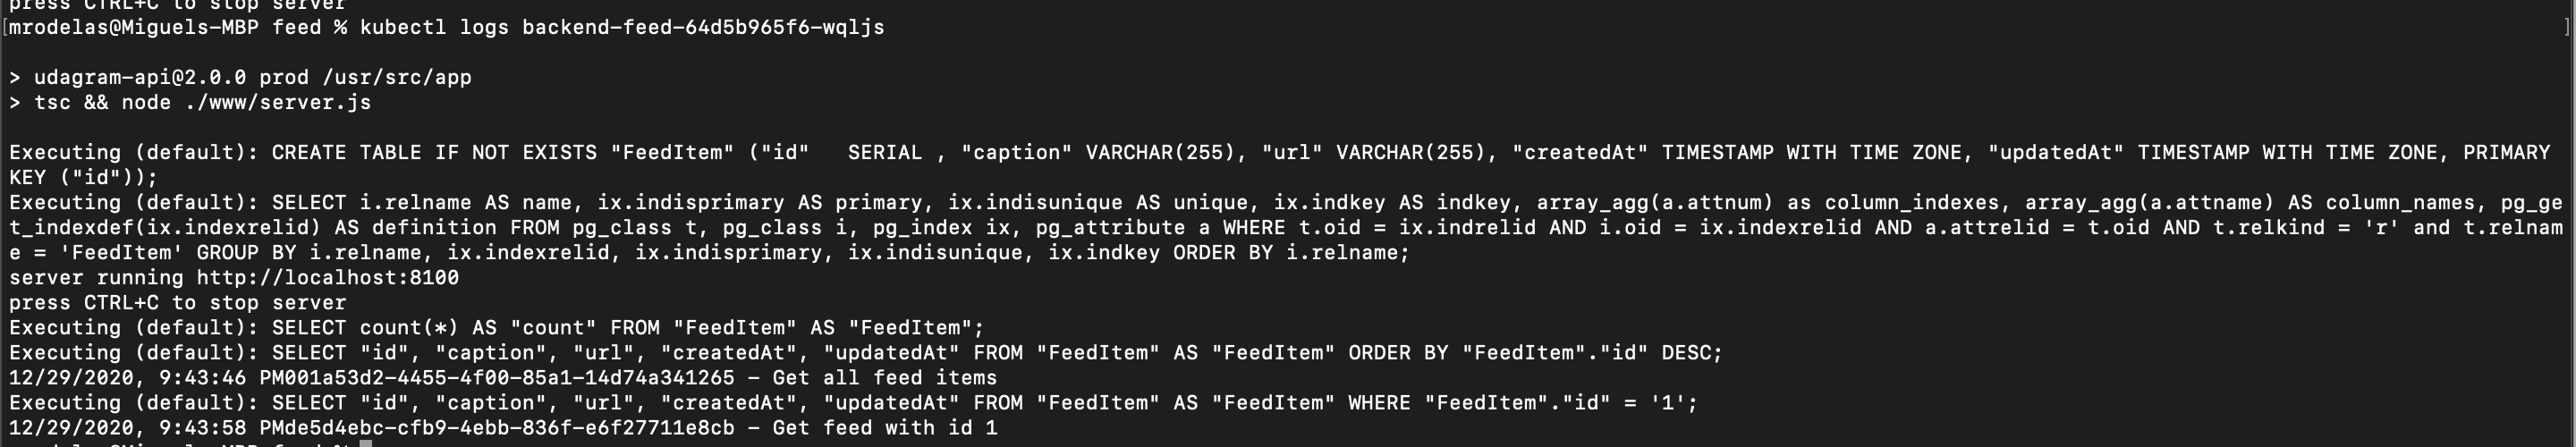 press CTRL+C to stop server
[mrodelas@Miguels-MBP feed % kubectl logs backend-feed-64d5b965f6-wqljs ]
> udagram-api@2.0.0 prod /usr/src/app
> tsc && node ./www/server.js
Executing (default): CREATE TABLE IF NOT EXISTS "FeedItem" ("id"   SERIAL , "caption" VARCHAR(255), "url" VARCHAR(255), "createdAt" TIMESTAMP WITH TIME ZONE, "updatedAt" TIMESTAMP WITH TIME ZONE, PRIMARY
KEY ("id"));
Executing (default): SELECT i.relname AS name, ix.indisprimary AS primary, ix.indisunique AS unique, ix.indkey AS indkey, array_agg(a.attnum) as column_indexes, array_agg(a.attname) AS column_names, pg_ge
t_indexdef(ix.indexrelid) AS definition FROM pg_class t, pg_class i, pg_index ix, pg_attribute a WHERE t.oid = ix.indrelid AND i.oid = ix.indexrelid AND a.attrelid = t.oid AND t.relkind = 'r' and t.relnam
e = 'FeedItem' GROUP BY i.relname, ix.indexrelid, ix.indisprimary, ix.indisunique, ix.indkey ORDER BY i.relname;
server running http://localhost:8100
press CTRL+C to stop server
Executing (default): SELECT count(*) AS "count" FROM "FeedItem" AS "FeedItem";
Executing (default): SELECT "id", "caption", "url", "createdAt", "updatedAt" FROM "FeedItem" AS "FeedItem" ORDER BY "FeedItem"."id" DESC;
12/29/2020, 9:43:46 PM001a53d2-4455-4f00-85a1-14d74a341265 - Get all feed items
Executing (default): SELECT "id", "caption", "url", "createdAt", "updatedAt" FROM "FeedItem" AS "FeedItem" WHERE "FeedItem"."id" = '1';
12/29/2020, 9:43:58 PMde5d4ebc-cfb9-4ebb-836f-e6f27711e8cb - Get feed with id 1